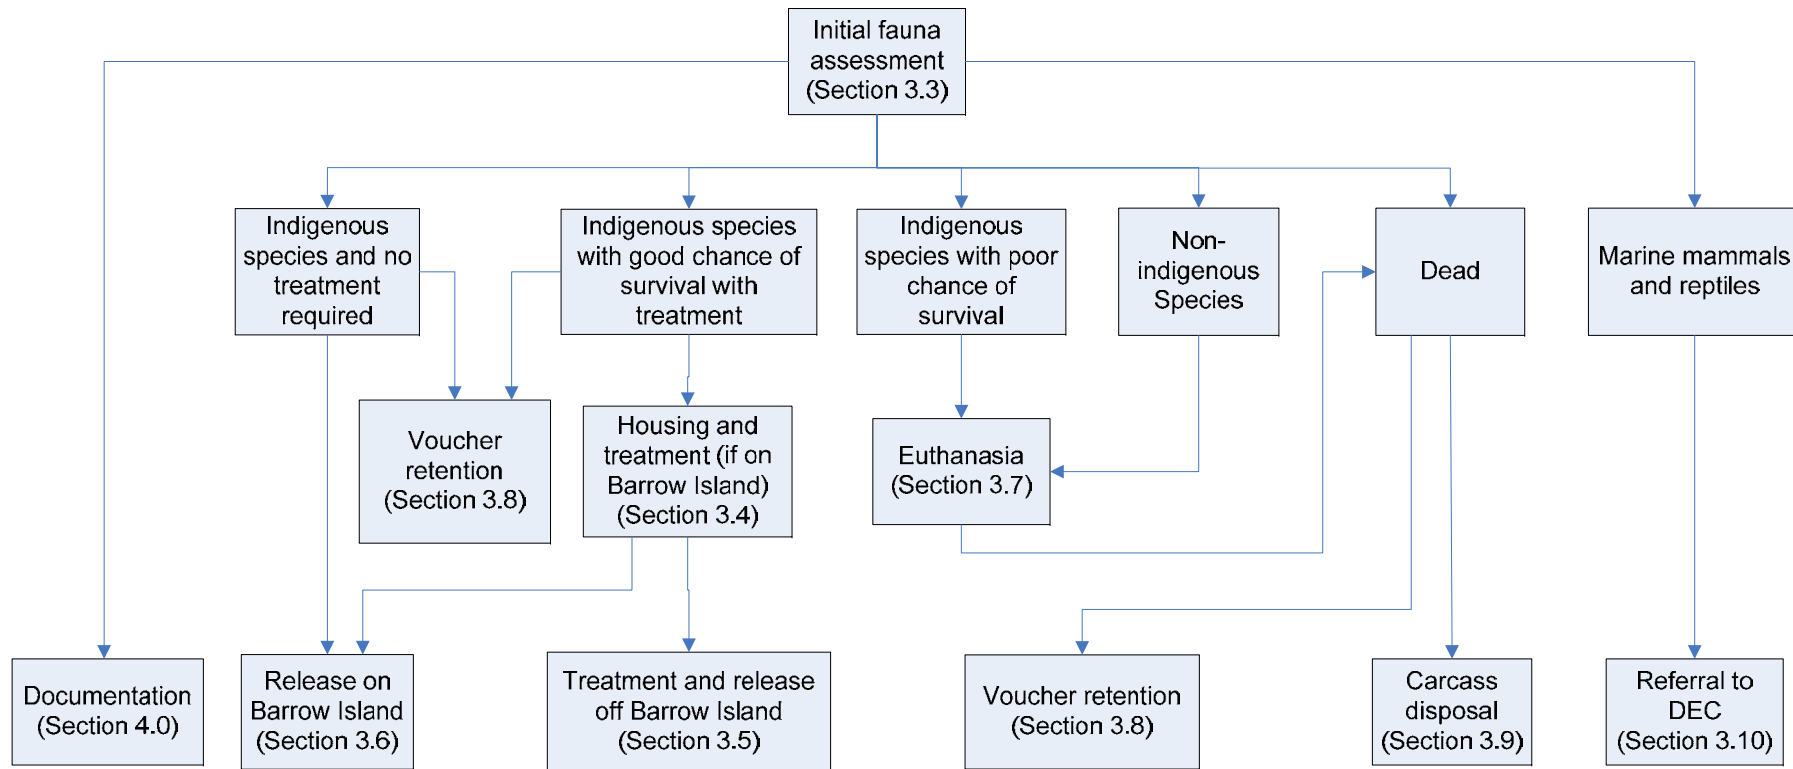 Initial fauna
assessment
(Section 3.3)
Indigenous
species and no
treatment
required
Indigenous species
with good chance of
survival with
treatment
Indigenous
species with poor
chance of
survival
Non-
indigenous
Species
Dead
Marine mammals
and reptiles
Voucher
retention
(Section 3.8)
Housing and
treatment (if on
Barrow Island)
(Section 3.4)
Euthanasia
(Section 3.7)
Documentation
(Section 4.0)
Release on
Barrow Island
(Section 3.6)
Treatment and release
off Barrow Island
(Section 3.5)
Voucher retention
(Section 3.8)
Carcass
disposal
(Section 3.9)
Referral to
DEC
(Section 3.10)